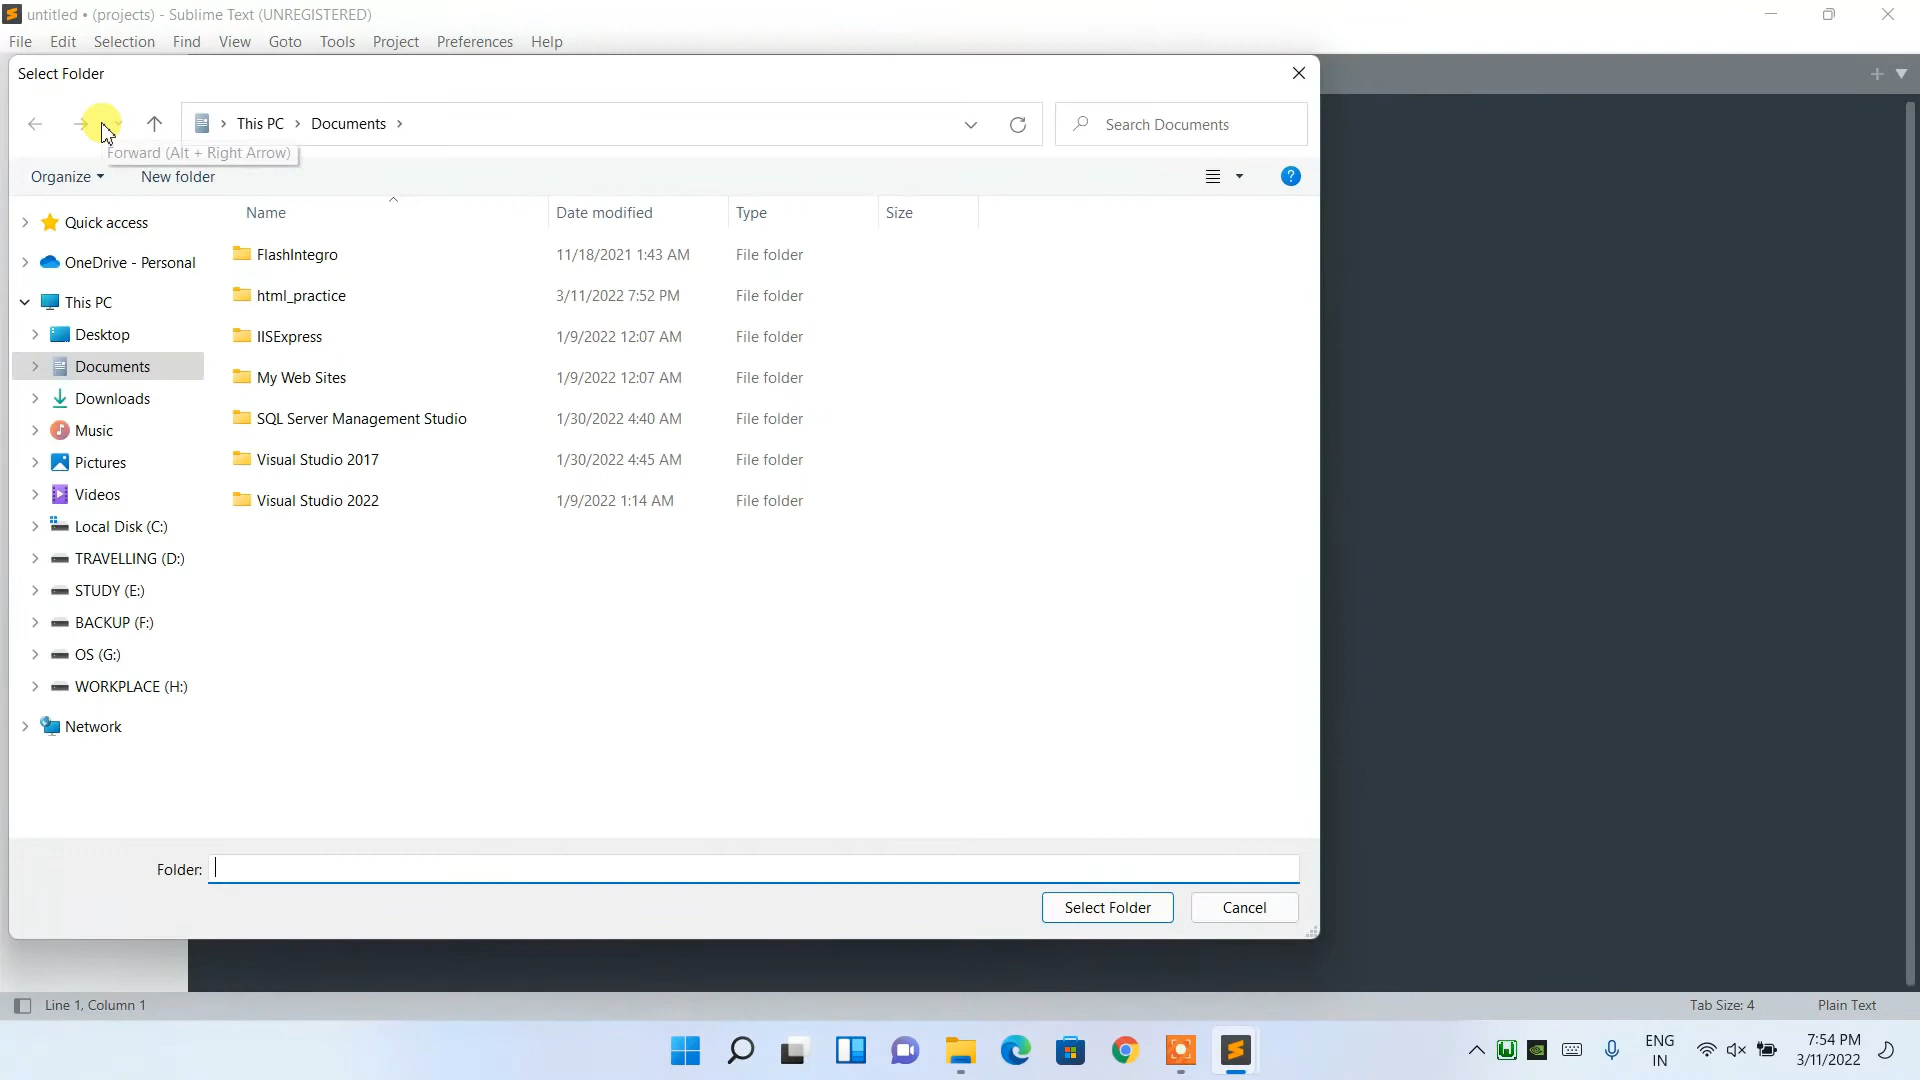 untitled • (projects) - Sublime Text (UNREGISTERED)
File Edit Selection Find View Goto Tools Project Preferences Help
Select Folder
This PC Documents
Search Documents
Forward (Alt + Right Arrow)
Organize New folder
Name Date modified Type Size
Quick access
OneDrive - Personal
This PC
Desktop
Documents
Downloads
Music
Pictures
Videos
Local Disk (C:)
TRAVELLING (D:)
STUDY (E:)
BACKUP (F:)
OS (G:)
WORKPLACE (H:)
Network
FlashIntegro 11/18/2021 1:43 AM File folder
html_practice 3/11/2022 7:52 PM File folder
IISExpress 1/9/2022 12:07 AM File folder
My Web Sites 1/9/2022 12:07 AM File folder
SQL Server Management Studio 1/30/2022 4:40 AM File folder
Visual Studio 2017 1/30/2022 4:45 AM File folder
Visual Studio 2022 1/9/2022 1:14 AM File folder
Folder:
Select Folder Cancel
Line 1, Column 1 Tab Size: 4 Plain Text
ENG 7:54 PM
IN 3/11/2022